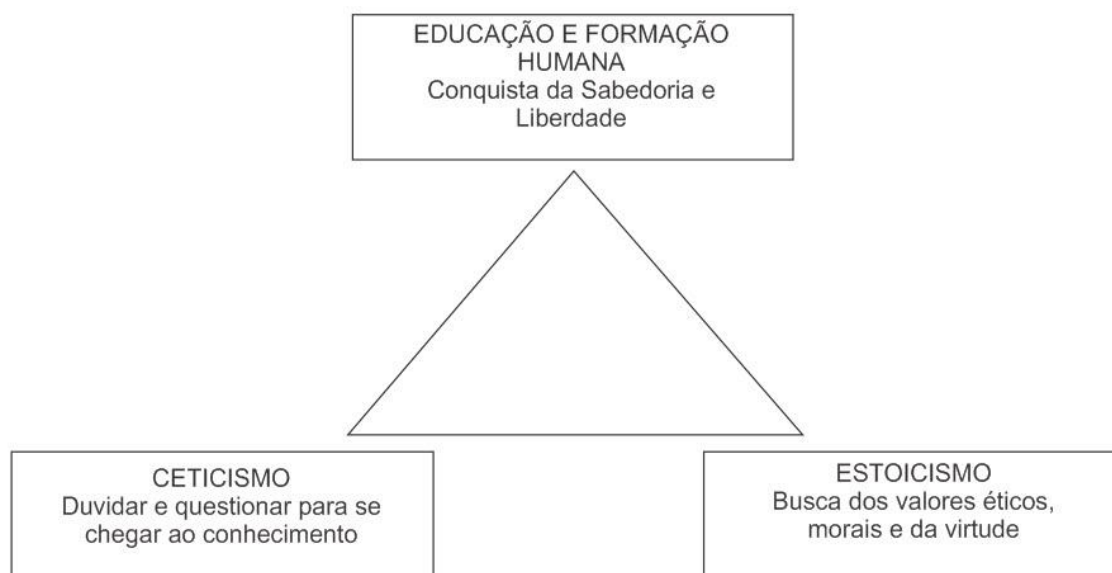 EDUCAÇÃO E FORMAÇÃO
HUMANA
Conquista da Sabedoria e
Liberdade
CETICISMO
Duvidar e questionar para se
chegar ao conhecimento
ESTOICISMO
Busca dos valores éticos,
morais e da virtude